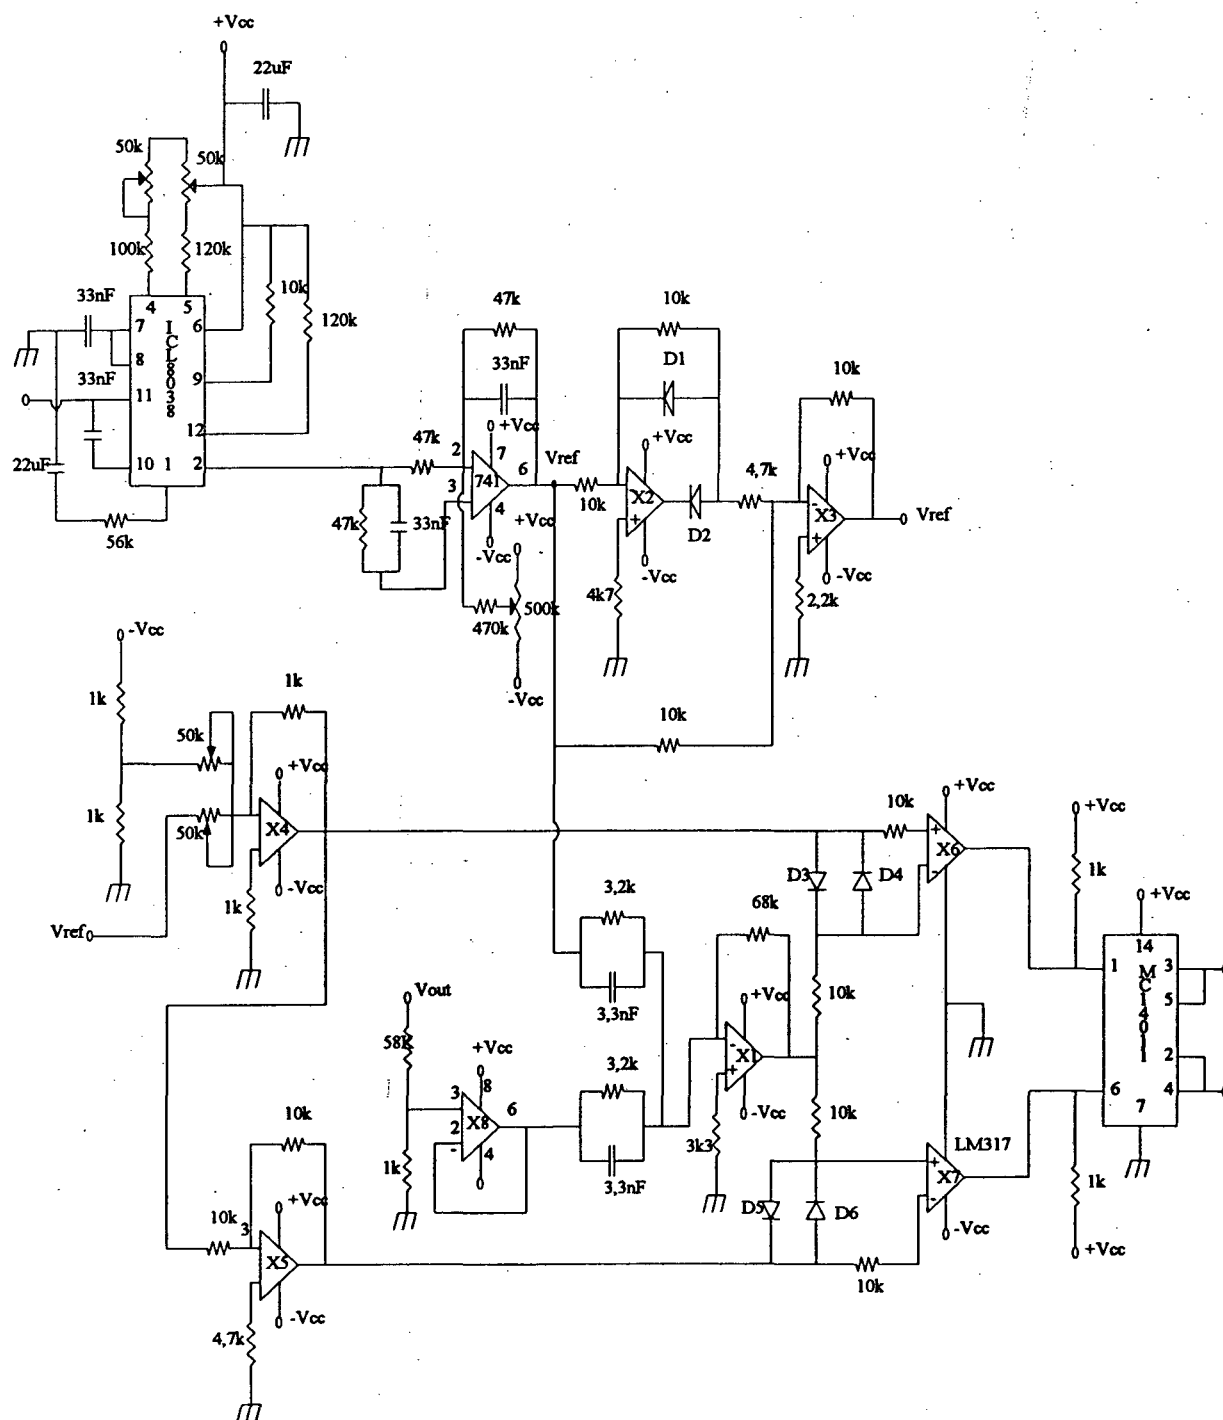 +Vcc
22uF
50k
50k
100k
120k
10k
120k
33nF
4
5
7
I
C
L
8
0
3
8
6
8
33nF
9
11
12
22uF
10
1
2
56k
47k
33nF
+Vcc
47k
2
7
741
6
3
4
-Vcc
47k
33nF
Vref
+Vcc
500k
470k
-Vcc
10k
D1
+Vcc
10k
X2
+
D2
-Vcc
4k7
4,7k
10k
+Vcc
-
X3
+
Vref
-Vcc
2,2k
10k
-Vcc
1k
1k
50k
50k
1k
+Vcc
X4
-Vcc
1k
Vref
10k
+Vcc
+
X6
-
D3
D4
+Vcc
1k
+Vcc
14
1
M
C
1
4
0
1
1
3
5
2
6
4
7
3,2k
3,3nF
68k
+Vcc
-
X1
+
-Vcc
3k3
10k
10k
Vout
58k
+Vcc
8
3
X8
6
2
-
4
1k
3,2k
3,3nF
LM317
+
X7
-
-Vcc
D5
D6
10k
1k
+Vcc
10k
10k
3
+Vcc
X5
-Vcc
4,7k